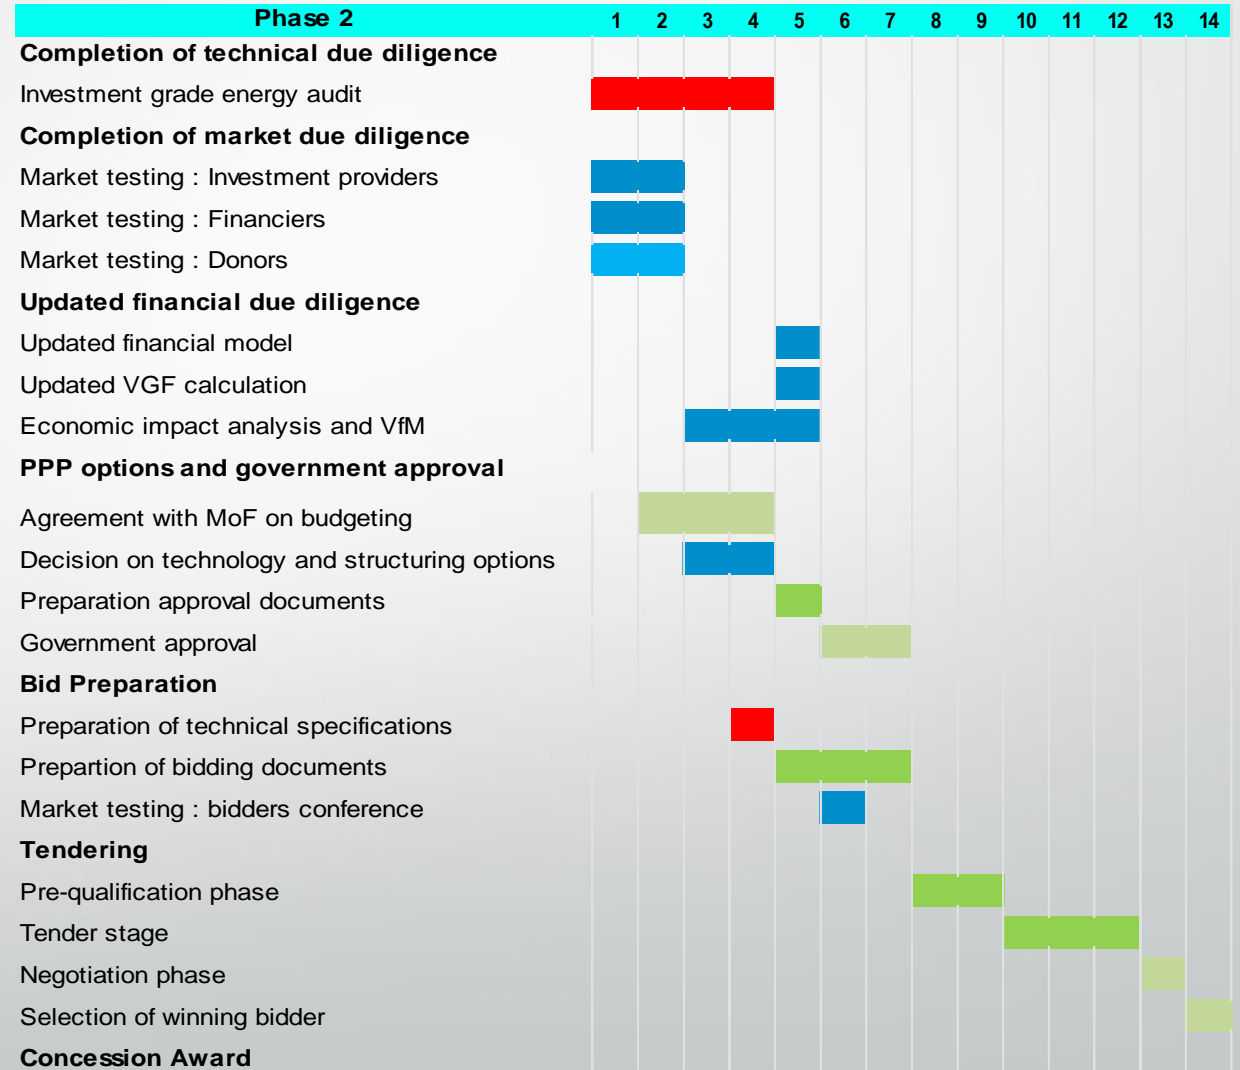 Phase 2 1 2 3 4 5 6 7 8 9 10 11 12 13 14
Completion of technical due diligence
Investment grade energy audit
Completion of market due diligence
Market testing : Investment providers
Market testing : Financiers
Market testing : Donors
Updated financial due diligence
Updated financial model
Updated VGF calculation
Economic impact analysis and VfM
PPP options and government approval
Agreement with MoF on budgeting
Decision on technology and structuring options
Preparation approval documents
Government approval
Bid Preparation
Preparation of technical specifications
Prepartion of bidding documents
Market testing : bidders conference
Tendering
Pre-qualification phase
Tender stage
Negotiation phase
Selection of winning bidder
Concession Award